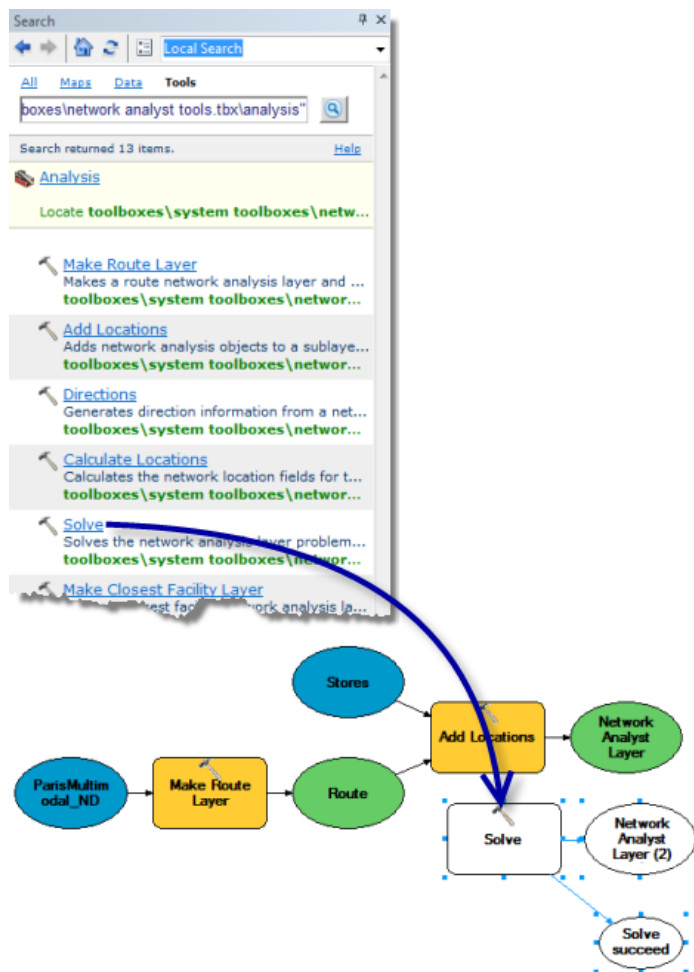 Search
Local Search
All Maps Data Tools
boxes\network analyst tools.tbx\analysis"
Search returned 13 items. Help
Analysis
Locate toolboxes\system toolboxes\netw...
Make Route Layer
Makes a route network analysis layer and ...
toolboxes\system toolboxes\networ...
Add Locations
Adds network analysis objects to a sublaye...
toolboxes\system toolboxes\networ...
Directions
Generates direction information from a net...
toolboxes\system toolboxes\networ...
Calculate Locations
Calculates the network location fields for t...
toolboxes\system toolboxes\networ...
Solve
Solves the network analysis layer problem...
toolboxes\system toolboxes\networ...
Make Closest Facility Layer
network analysis la...
Stores
Add Locations
Network
Analyst
Layer
ParisMultim
odal_ND
Make Route
Layer
Route
Solve
Network
Analyst
Layer (2)
Solve
succeed